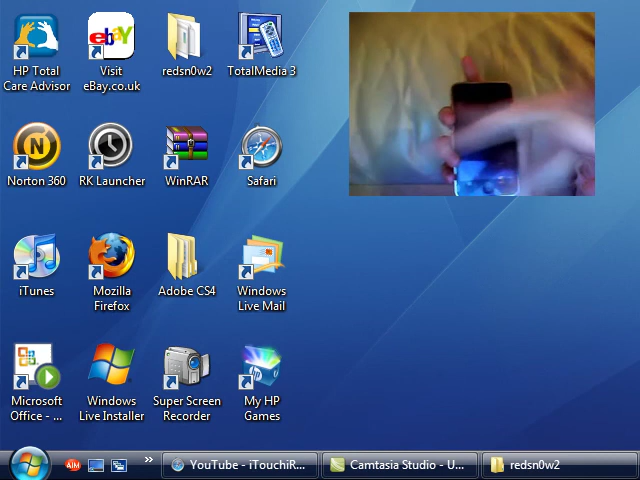 HP Total
Care Advisor
ebay
Visit
eBay.co.uk
redsn0w2
TotalMedia 3
N
Norton 360
RK Launcher
WinRAR
Safari
iTunes
Mozilla
Firefox
Adobe CS4
Windows
Live Mail
Microsoft
Office - ...
Windows
Live Installer
Super Screen
Recorder
hp
My HP
Games
AIM
»
YouTube - iTouchiR...
Camtasia Studio - U...
redsn0w2